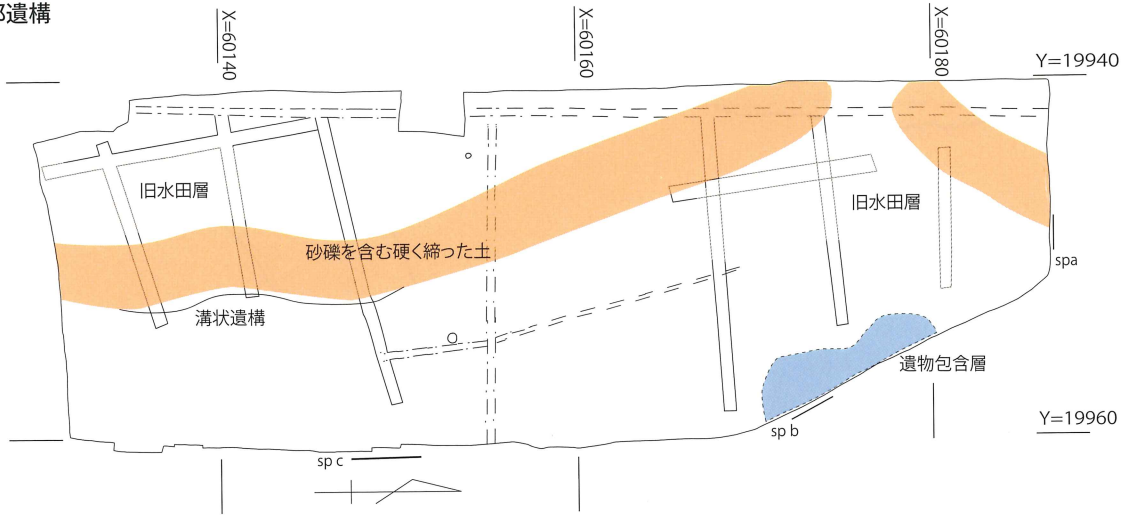 部遺構
X=60140
X=60160
X=60180
Y=19940
旧水田層
旧水田層
砂礫を含む硬く締った土
spa
溝状遺構
遺物包含層
Y=19960
sp b
sp c